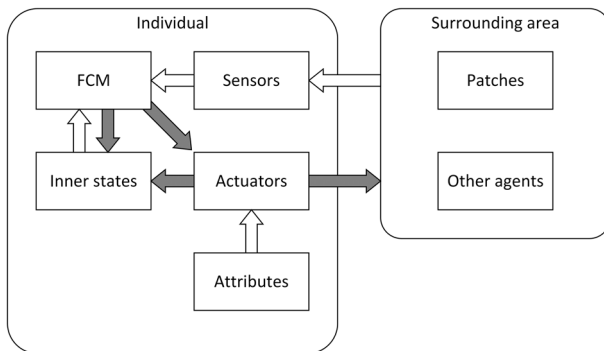 Individual
Surrounding area
FCM
Sensors
Patches
Inner states
Actuators
Other agents
Attributes